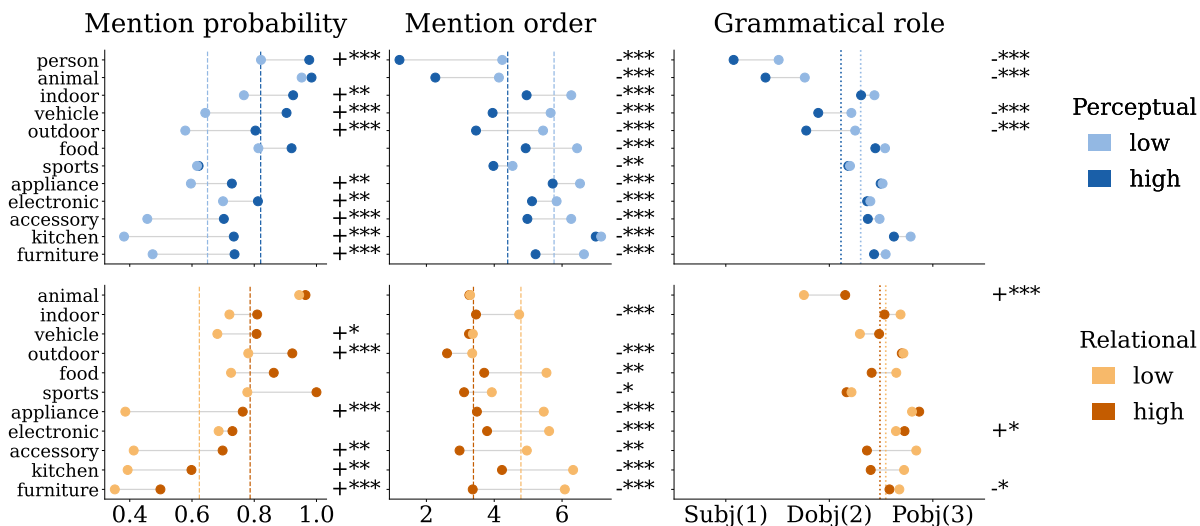 Mention probability Mention order Grammatical role
person +*** -*** -***
animal -*** -***
indoor +** -***
vehicle +*** -*** -***
outdoor +*** -*** -***
food -***
sports -**
appliance +** -***
electronic +** -***
accessory +*** -***
kitchen +*** -***
furniture +*** -***
Perceptual
low
high
animal +***
indoor -***
vehicle +*
outdoor +*** -***
food -**
sports -*
appliance +*** -***
electronic -*** +*
accessory +** -**
kitchen +** -***
furniture +*** -*** -*
Relational
low
high
0.4 0.6 0.8 1.0 2 4 6 Subj(1) Dobj(2) Pobj(3)